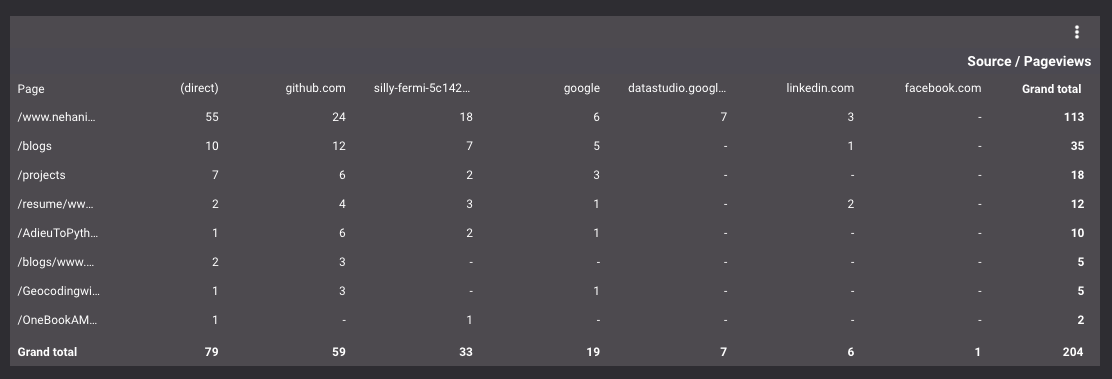 Source / Pageviews
Page (direct) github.com silly-fermi-5c142... google datastudio.googl... linkedin.com facebook.com Grand total
/www.nehani... 55 24 18 6 7 3 - 113
/blogs 10 12 7 5 - 1 - 35
/projects 7 6 2 3 - - - 18
/resume/ww... 2 4 3 1 - 2 - 12
/AdieuToPyth... 1 6 2 1 - - - 10
/blogs/www.... 2 3 - - - - - 5
/Geocodingwi... 1 3 - 1 - - - 5
/OneBookAM... 1 - 1 - - - - 2
Grand total 79 59 33 19 7 6 1 204